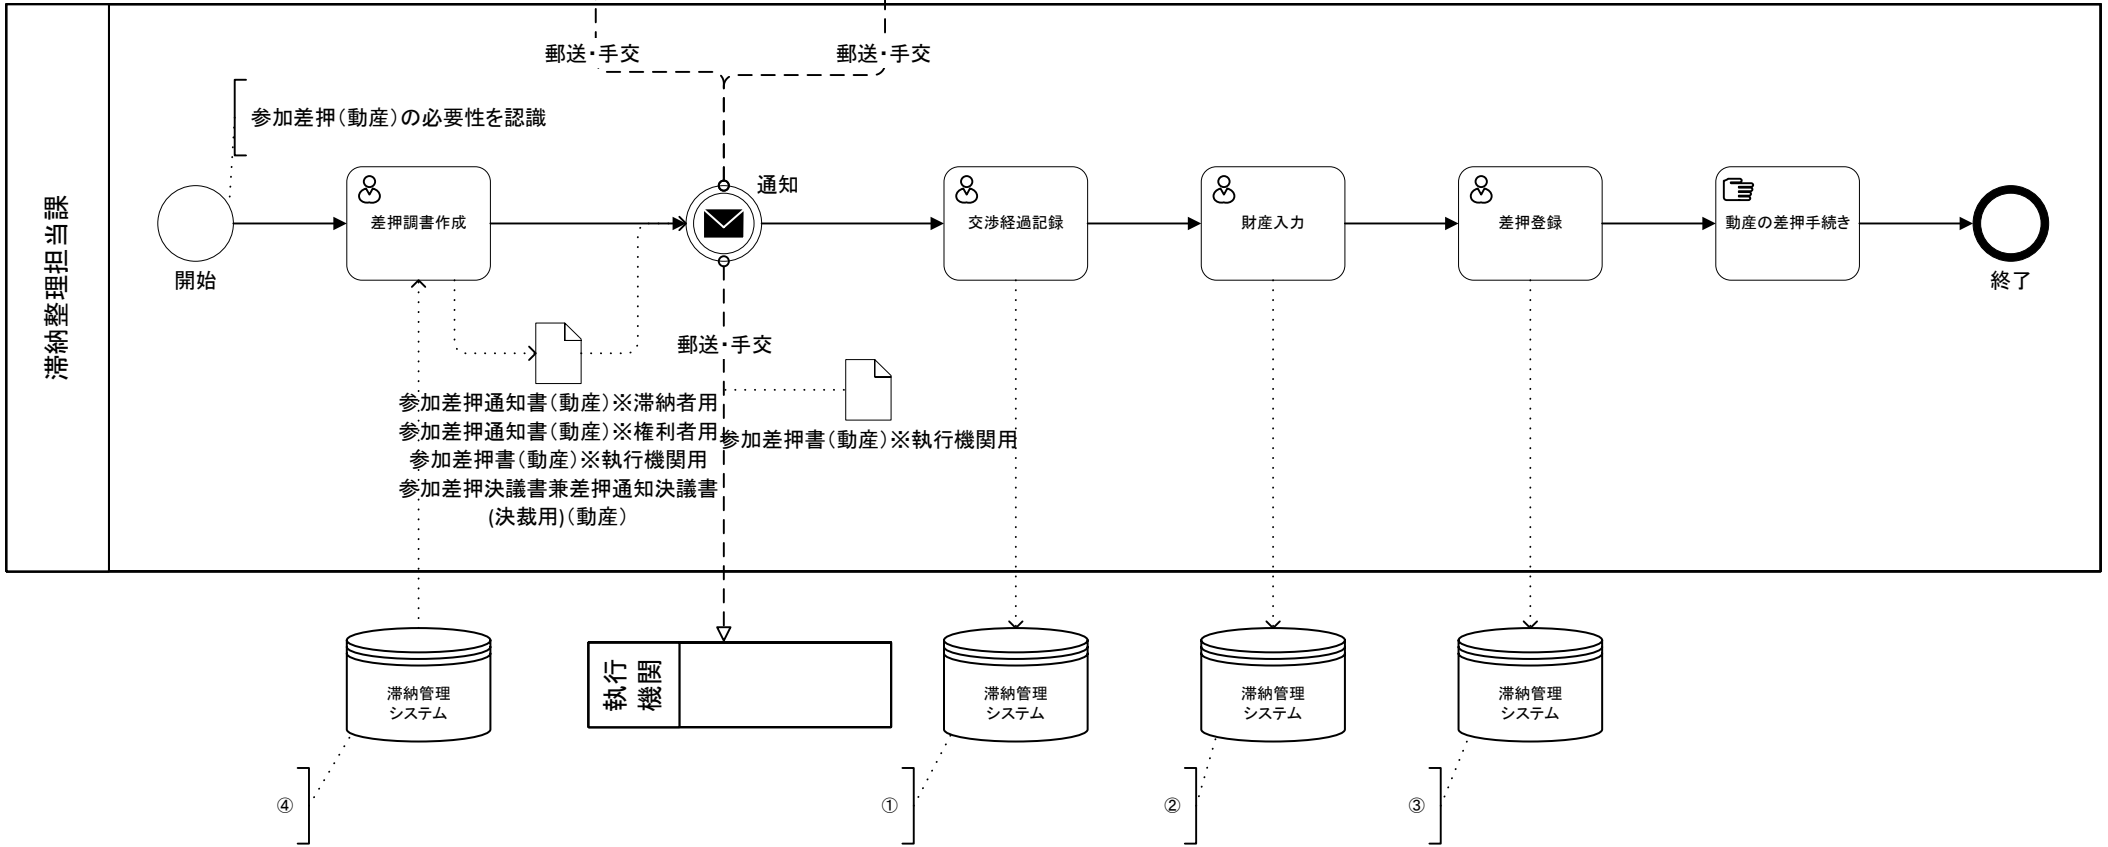 滞納整理担当課
郵送・手交
郵送・手交
参加差押（動産）の必要性を認識
開始
差押調書作成
通知
交渉経過記録
財産入力
差押登録
動産の差押手続き
終了
郵送・手交
参加差押通知書（動産）※滞納者用
参加差押通知書（動産）※権利者用
参加差押書（動産）※執行機関用
参加差押決議書兼差押通知決議書
(決裁用)（動産）
参加差押書（動産）※執行機関用
滞納管理
システム
執行
機関
滞納管理
システム
滞納管理
システム
滞納管理
システム
④
①
②
③